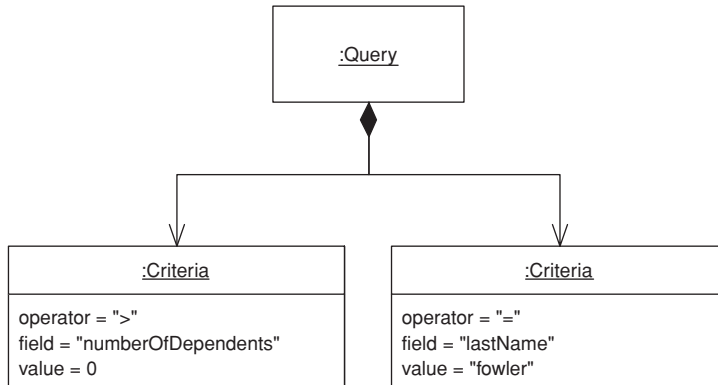 :Query
:Criteria
operator = ">"
field = "numberOfDependents"
value = 0
:Criteria
operator = "="
field = "lastName"
value = "fowler"